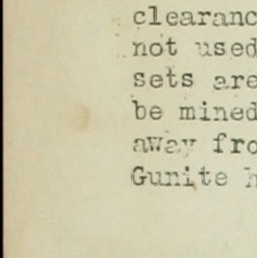 clearanc
not used
sets are
be mined
away fro
Gunite h